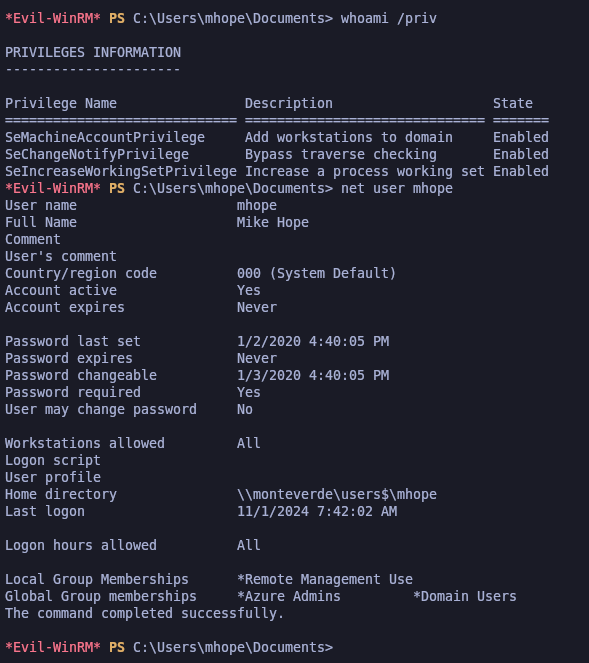 *Evil-WinRM* PS C:\Users\mhope\Documents> whoami /priv
PRIVILEGES INFORMATION
----------------------
Privilege Name                Description                    State
============================= ============================== =======
SeMachineAccountPrivilege     Add workstations to domain     Enabled
SeChangeNotifyPrivilege       Bypass traverse checking       Enabled
SeIncreaseWorkingSetPrivilege Increase a process working set Enabled
*Evil-WinRM* PS C:\Users\mhope\Documents> net user mhope
User name                    mhope
Full Name                    Mike Hope
Comment
User's comment
Country/region code          000 (System Default)
Account active               Yes
Account expires              Never
Password last set            1/2/2020 4:40:05 PM
Password expires             Never
Password changeable          1/3/2020 4:40:05 PM
Password required            Yes
User may change password     No
Workstations allowed         All
Logon script
User profile
Home directory               \\monteverde\users$\mhope
Last logon                   11/1/2024 7:42:02 AM
Logon hours allowed          All
Local Group Memberships      *Remote Management Use
Global Group memberships     *Azure Admins         *Domain Users
The command completed successfully.
*Evil-WinRM* PS C:\Users\mhope\Documents>